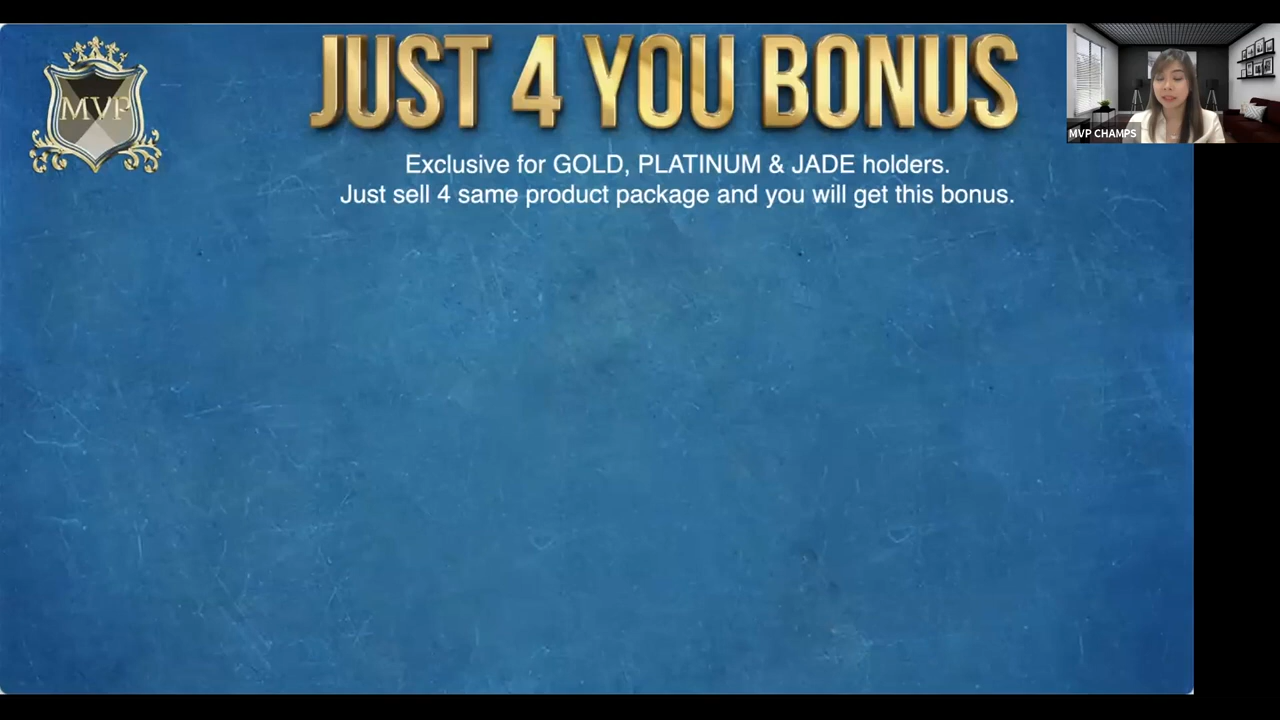 MVP
JUST 4 YOU BONUS
Exclusive for GOLD, PLATINUM & JADE holders.
Just sell 4 same product package and you will get this bonus.
MVP CHAMPS